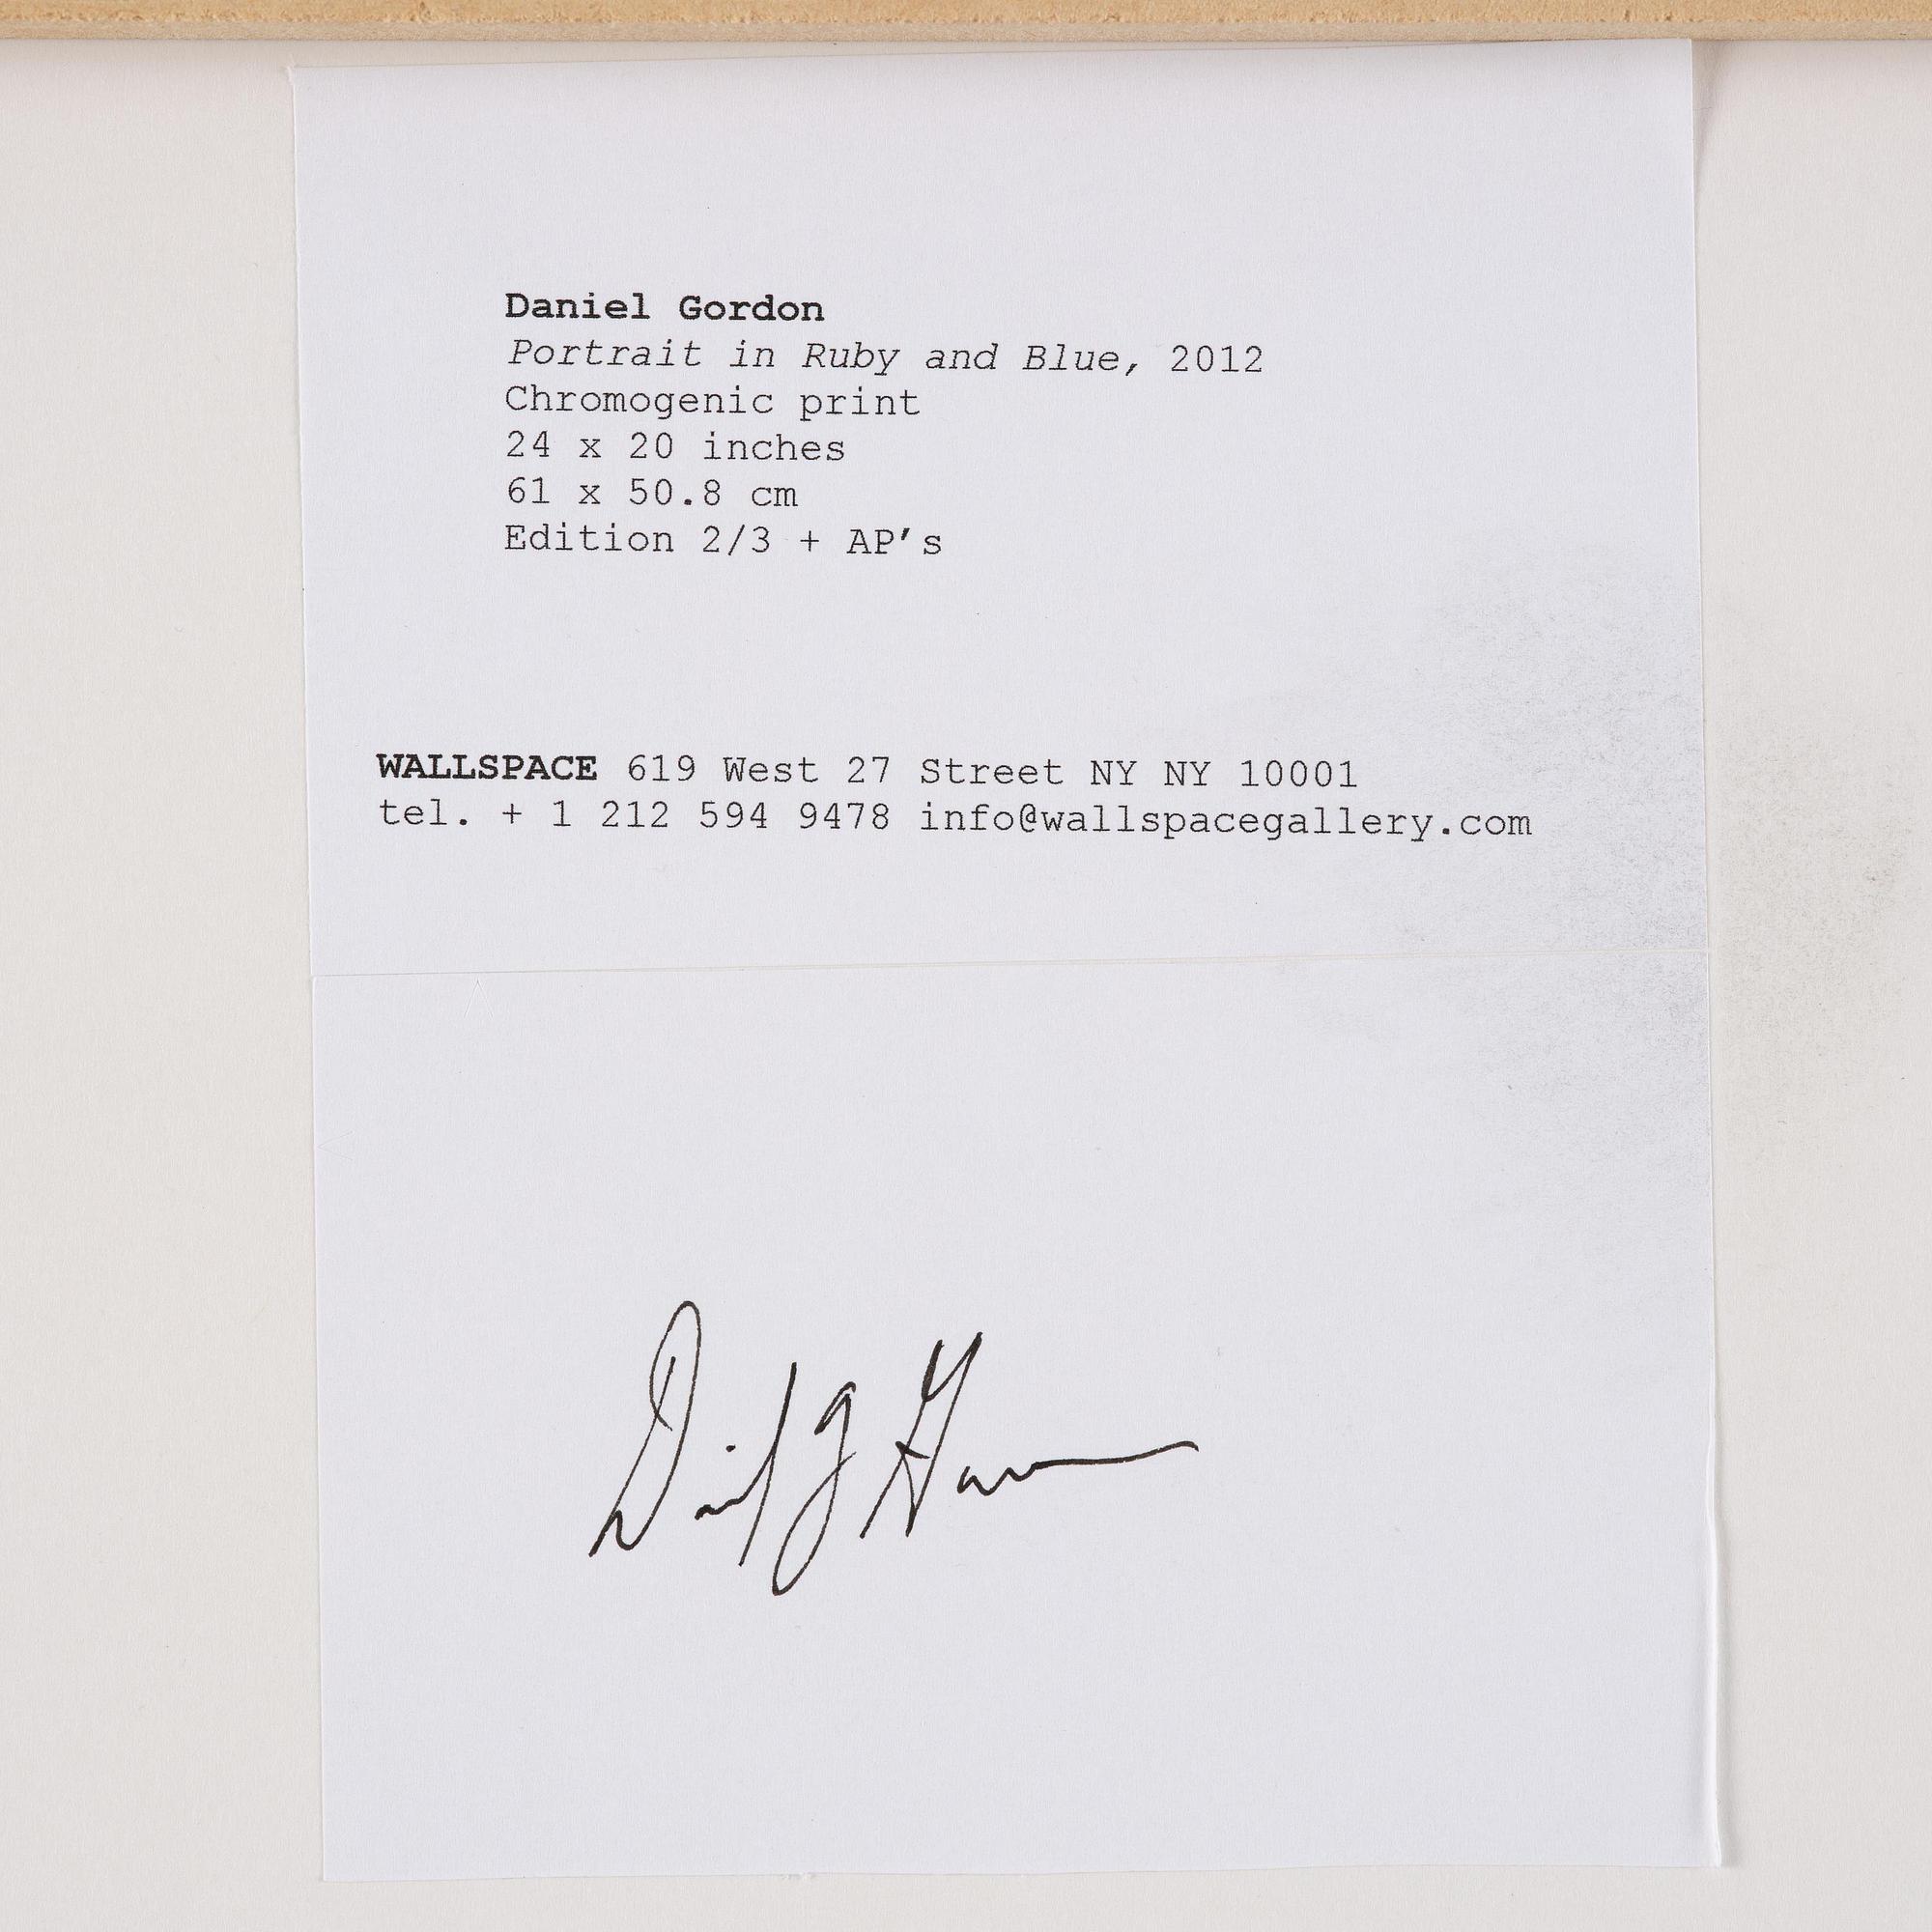 Daniel Gordon
Portrait in Ruby and Blue, 2012
Chromogenic print
24 x 20 inches
61 x 50.8 cm
Edition 2/3 + AP's
WALLSPACE 619 West 27 Street NY NY 10001
tel. + 1 212 594 9478 info@wallspacegallery.com